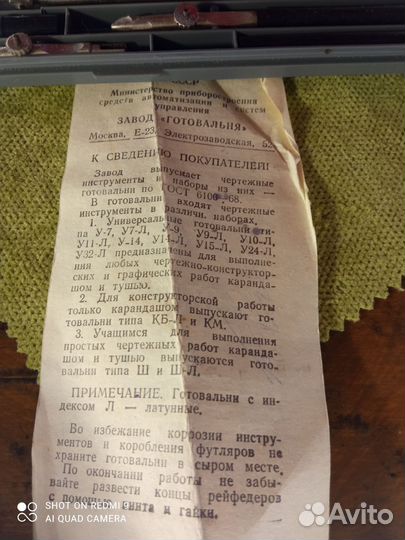 СССР
Министерство приборостроения
средств автоматизации и систем
управления
ЗАВОД «ГОТОВАЛЬНЯ»
Москва, Е-23, Электрозаводская, 52
К СВЕДЕНИЮ ПОКУПАТЕЛЕЙ!
Завод выпускает чертежные
инструменты и наборы из них —
готовальни по ГОСТ 6100—68.
В готовальни входят чертежные
инструменты в различн. наборах.
1. Универсальные готовальни ти-
па У-7, У7-Л, У-9, У9-Л, У10-Л,
У11-Л, У-14, У14-Л, У15-Л, У24-Л,
У32-Л предназначены для выполне-
ния любых чертежно-конструктор-
ских и графических работ каранда-
шом и тушью.
2. Для конструкторской работы
только карандашом выпускают го-
товальни типа КБ-Л и КМ.
3. Учащимся для выполнения
простых чертежных работ каранда-
шом и тушью выпускаются гото-
вальни типа Ш и Ш-Л.
ПРИМЕЧАНИЕ. Готовальни с ин-
дексом Л — латунные.
Во избежание коррозии инстру-
ментов и коробления футляров не
храните готовальни в сыром месте.
По окончании работы не забы-
вайте развести концы рейсфедеров
с помощью винта и гайки.
SHOT ON REDMI 9
AI QUAD CAMERA
Avito